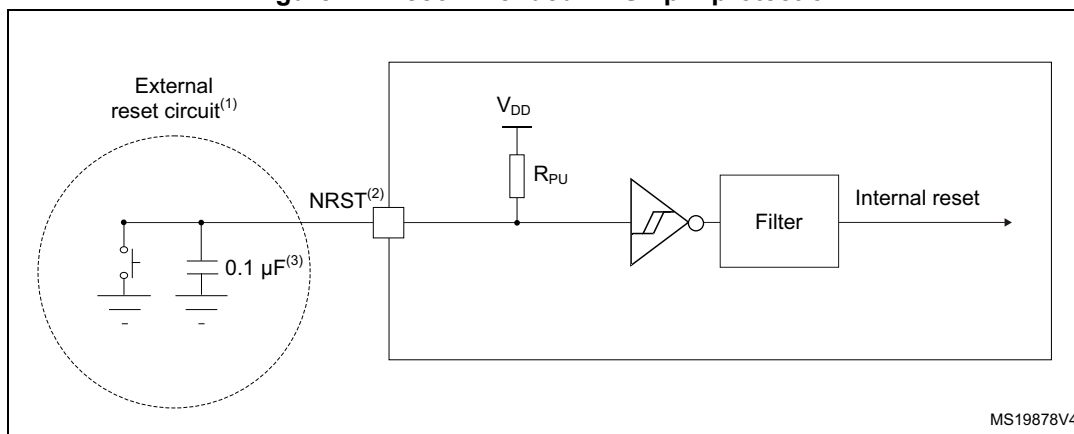 External
reset circuit(1)
VDD
RPU
NRST(2)
0.1 µF(3)
Filter
Internal reset
MS19878V4